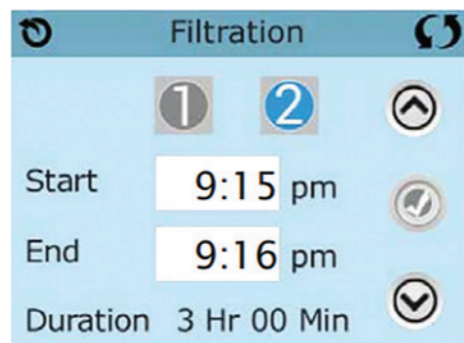 Filtration
1 2
Start 9:15 pm
End 9:16 pm
Duration 3 Hr 00 Min